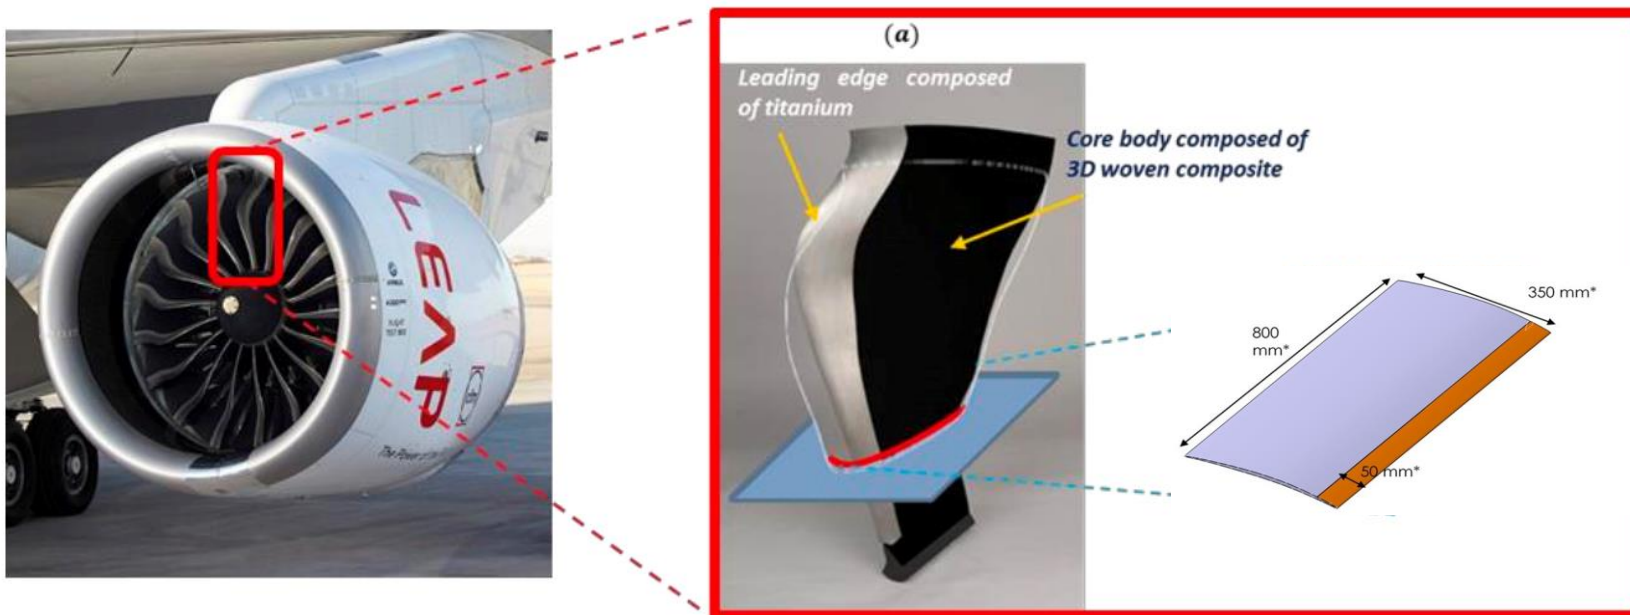 (a)
Leading edge composed
of titanium
Core body composed of
3D woven composite
350 mm*
800
mm*
50 mm*
LEAP
The Power of